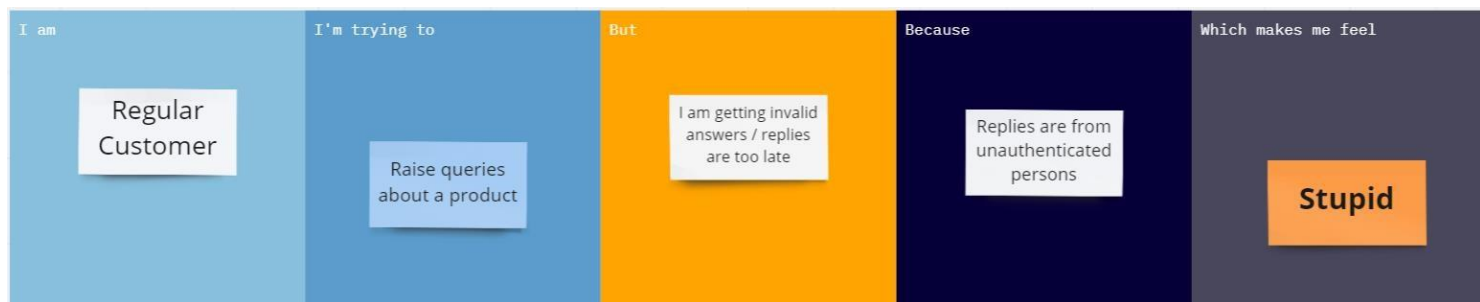 I am
Regular
Customer
I'm trying to
Raise queries
about a product
But
I am getting invalid
answers / replies
are too late
Because
Replies are from
unauthenticated
persons
Which makes me feel
Stupid